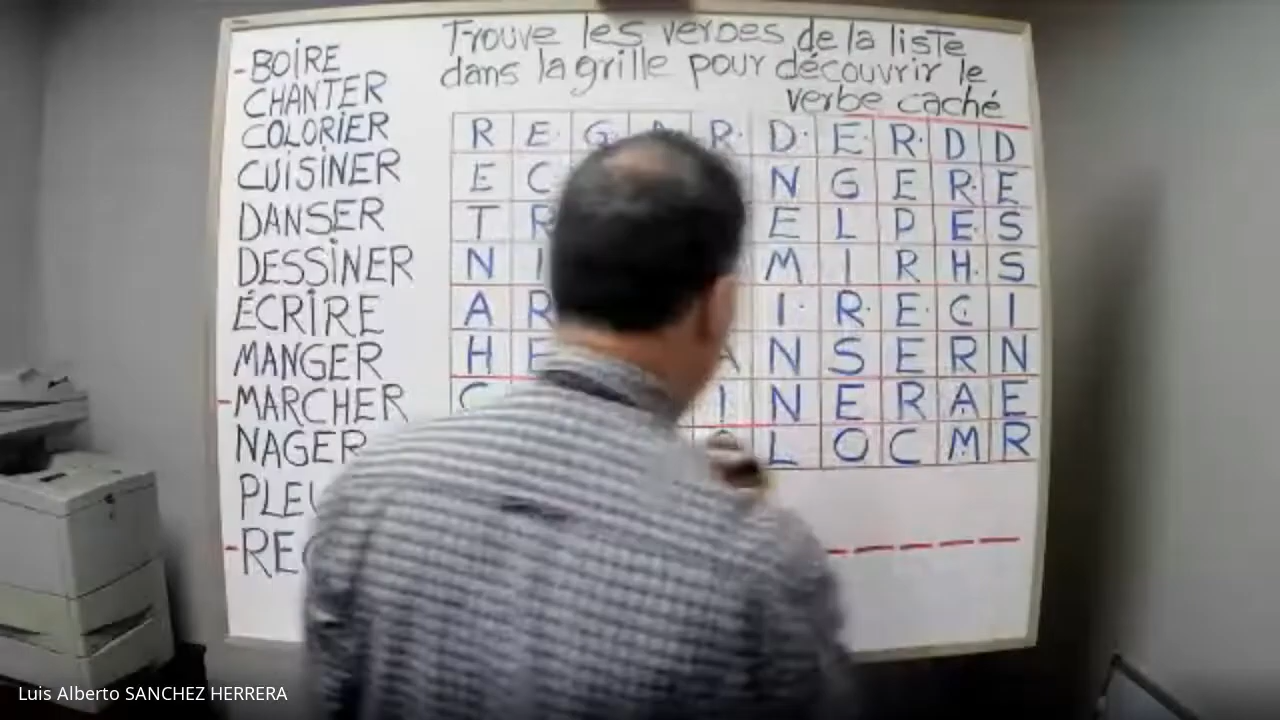 Trouve les verbes de la liste
dans la grille pour découvrir le
verbe caché
-BOIRE
CHANTER
COLORIER
CUISINER
DANSER
DESSINER
ÉCRIRE
MANGER
-MARCHER
NAGER
R E G A R D E R D D
E C N G E R E
T R E L P E S
N I M I R H S
A R I R E C I
H E A N S E R N
C I N E R A E
L O C M R
Luis Alberto SANCHEZ HERRERA